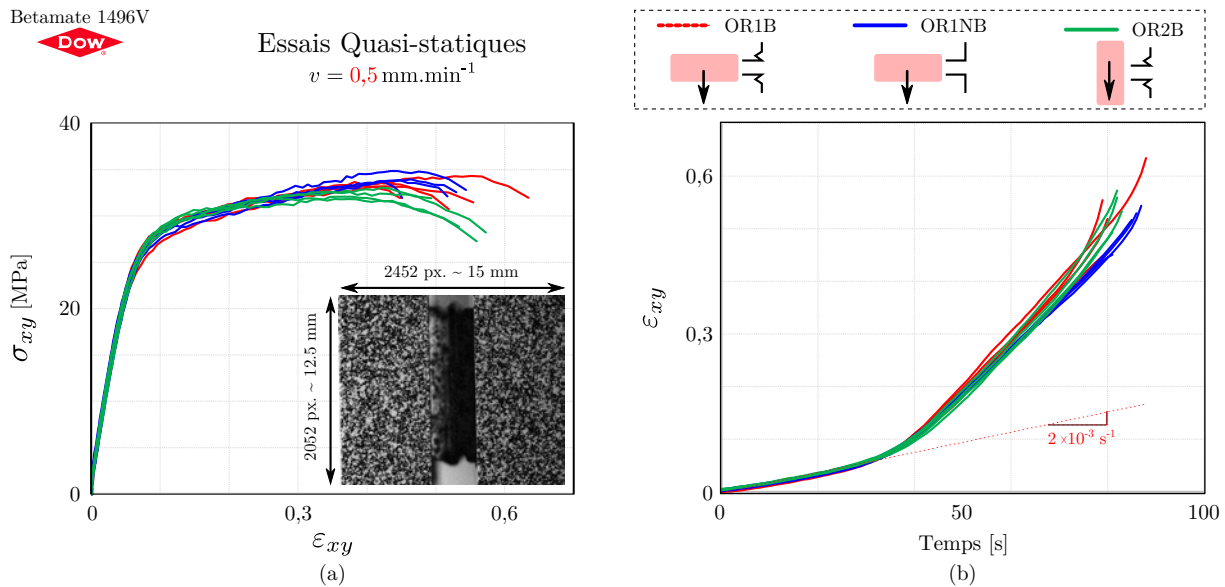 Betamate 1496V
Dow
Essais Quasi-statiques
v = 0,5 mm.min⁻¹
OR1B
OR1NB
OR2B
40
20
0
σxy [MPa]
0
0,3
0,6
εxy
2452 px. ~ 15 mm
2052 px. ~ 12.5 mm
(a)
0,6
0,3
0
εxy
2 ×10⁻³ s⁻¹
50
100
0
Temps [s]
(b)